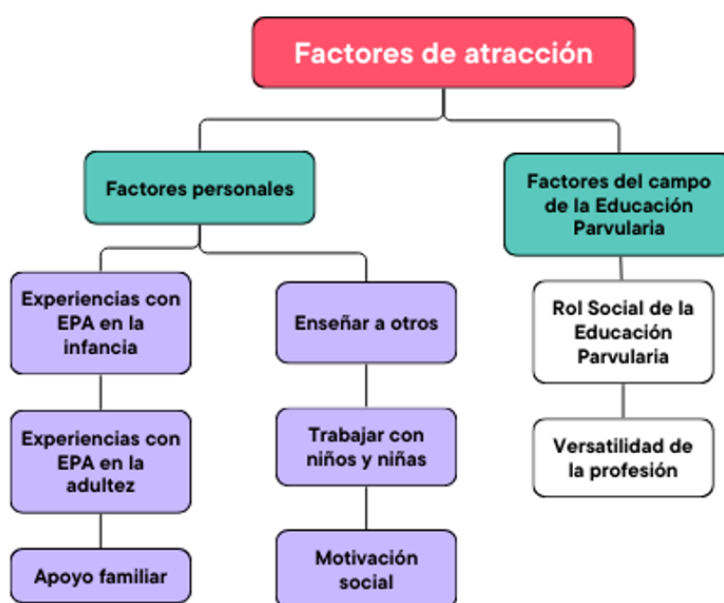 Factores de atracción
Factores personales
Factores del campo
de la Educación
Parvularia
Experiencias con
EPA en la
infancia
Enseñar a otros
Rol Social de la
Educación
Parvularia
Experiencias con
EPA en la
adultez
Trabajar con
niños y niñas
Versatilidad de
la profesión
Apoyo familiar
Motivación
social